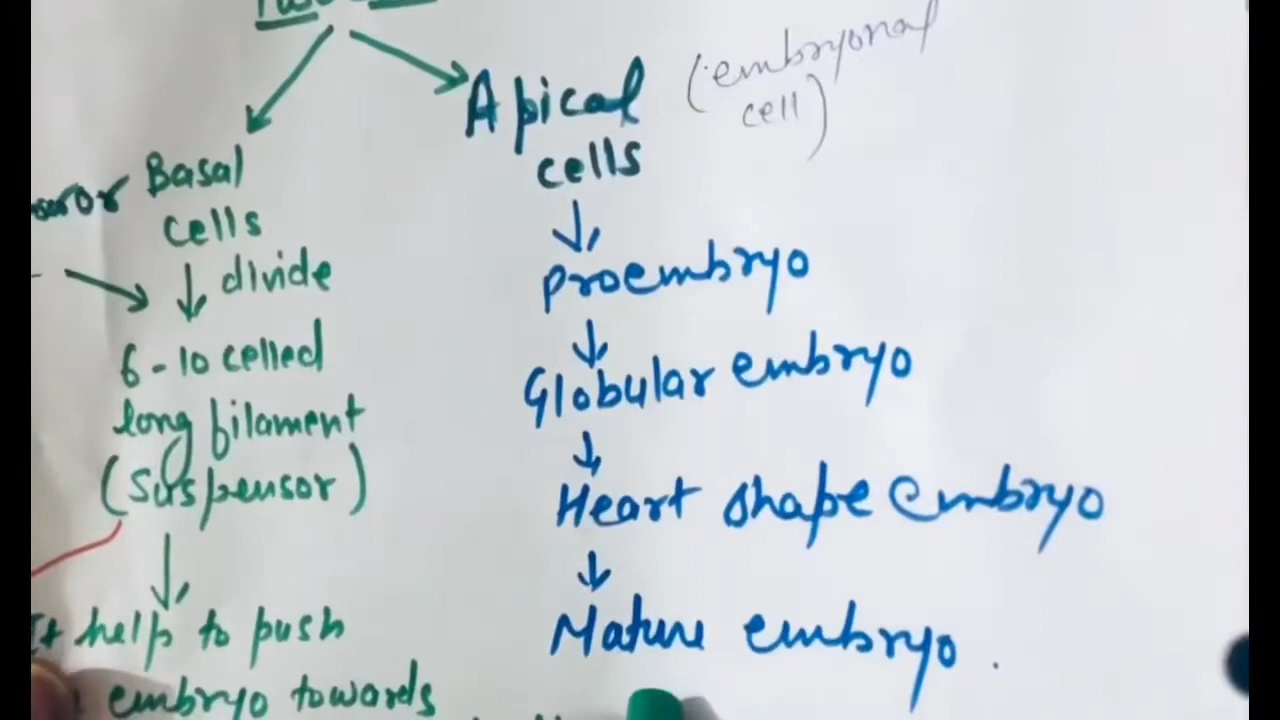 Apical (embryonal
cells cell)
Basal
cells
divide
6-10 celled
long filament
(suspensor)
It help to push
embryo towards
Proembryo
Globular embryo
Heart shape embryo
Mature embryo.